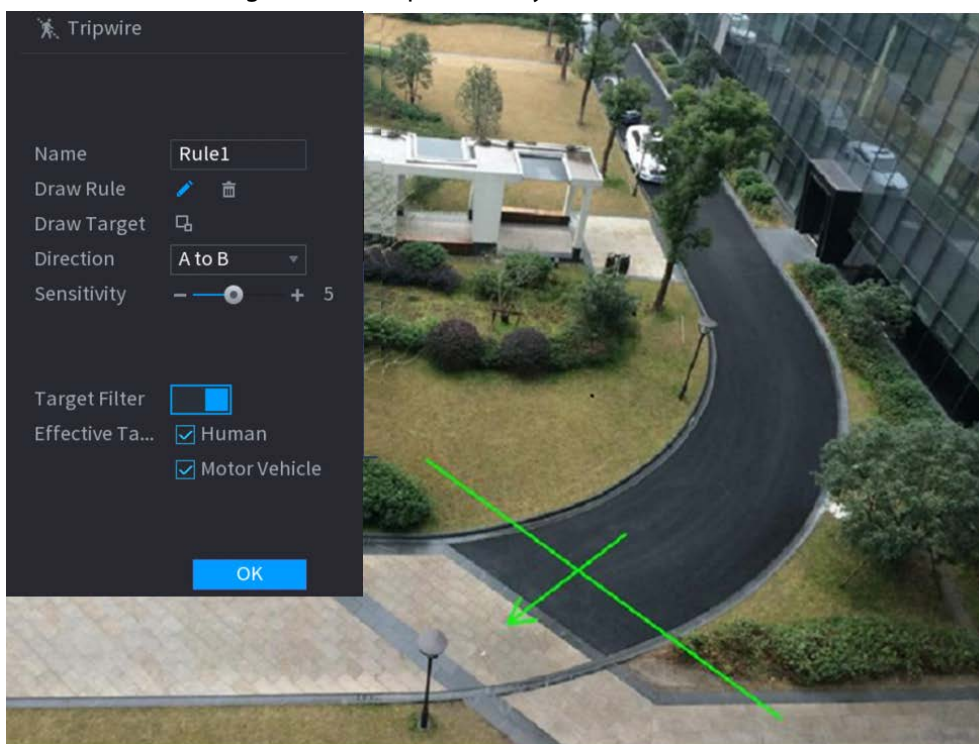 Tripwire
Name Rule1
Draw Rule
Draw Target
Direction A to B
Sensitivity - + 5
Target Filter
Effective Ta... Human
Motor Vehicle
OK